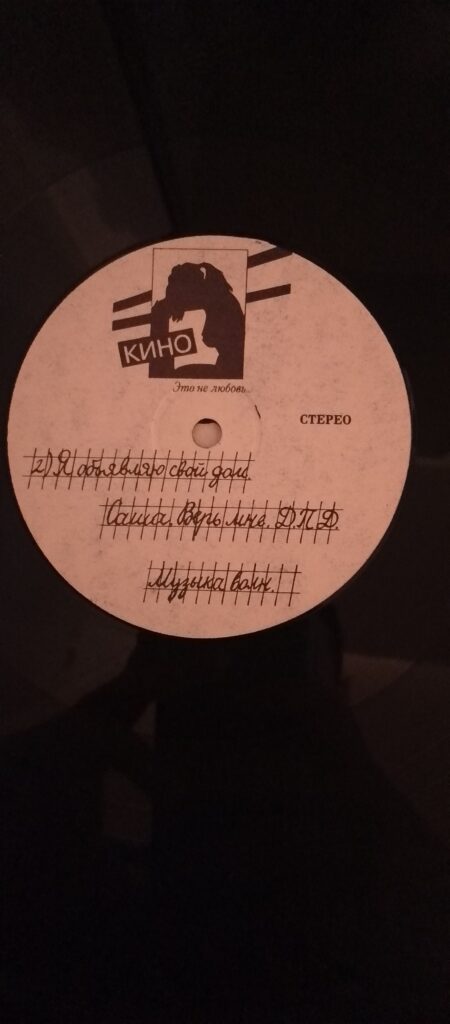 КИНО
Это не любовь...
СТЕРЕО
2) Я объявляю свой дом.
Саша. Верь мне. Д.П.Д.
Музыка волн.